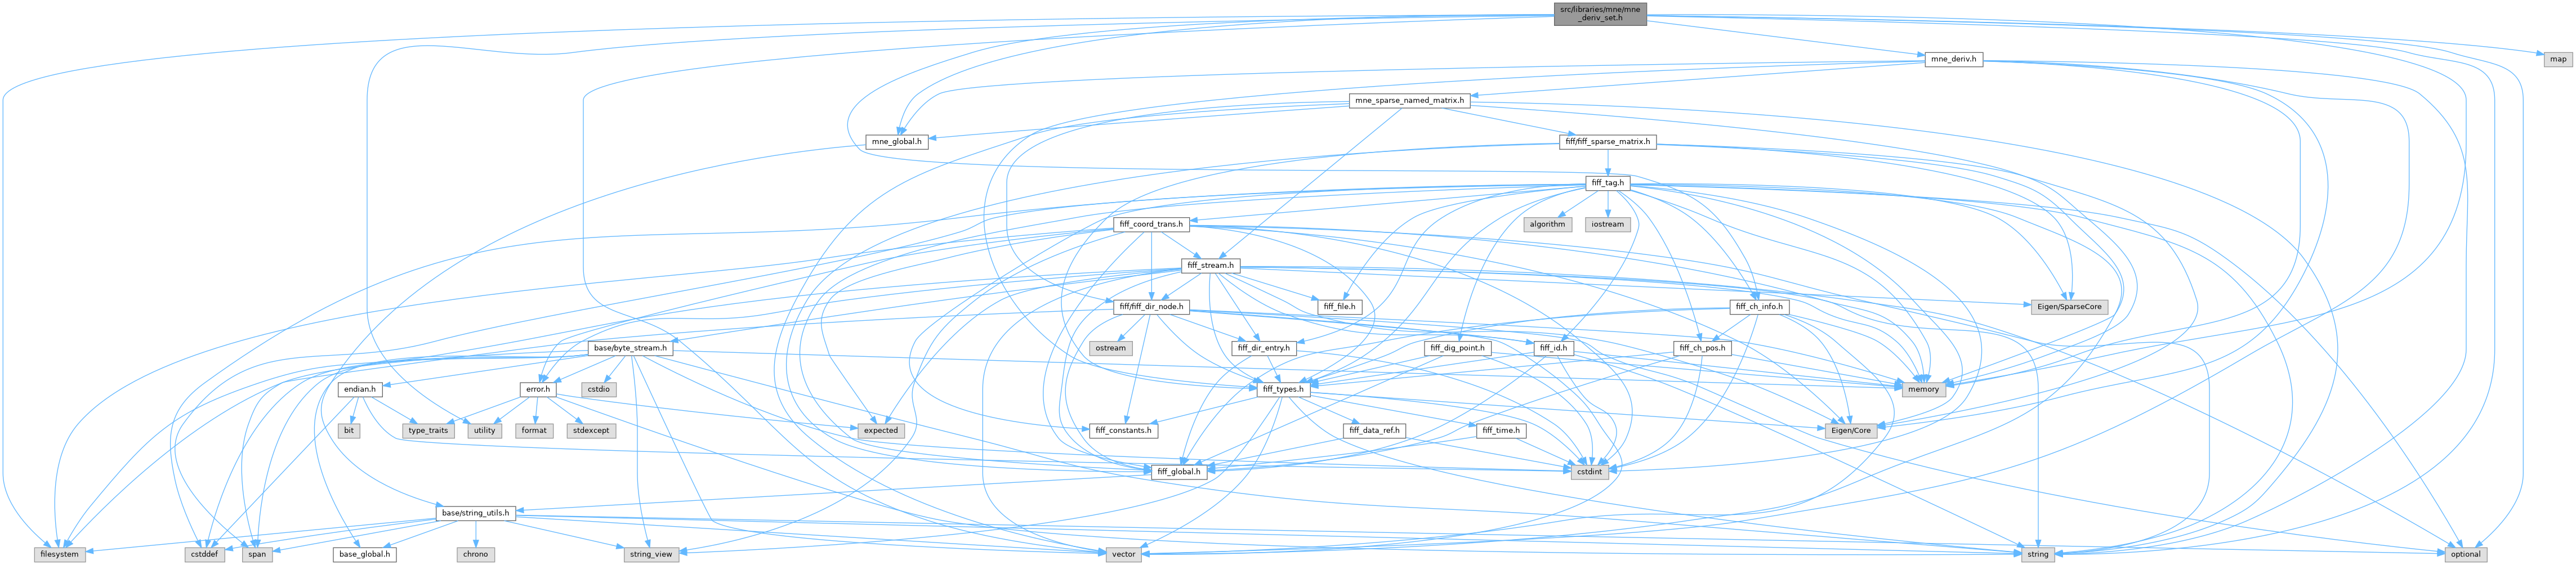 src/libraries/mne/mne
_deriv_set.h
mne_deriv.h
map
mne_sparse_named_matrix.h
mne_global.h
fiff/fiff_sparse_matrix.h
fiff_tag.h
fiff_coord_trans.h
algorithm
iostream
fiff_stream.h
fiff/fiff_dir_node.h
fiff_file.h
Eigen/SparseCore
fiff_ch_info.h
base/byte_stream.h
ostream
fiff_dir_entry.h
fiff_dig_point.h
fiff_id.h
fiff_ch_pos.h
endian.h
error.h
cstdio
fiff_types.h
memory
bit
type_traits
utility
format
stdexcept
expected
fiff_constants.h
fiff_data_ref.h
fiff_time.h
Eigen/Core
fiff_global.h
cstdint
base/string_utils.h
filesystem
cstddef
span
base_global.h
chrono
string_view
vector
string
optional